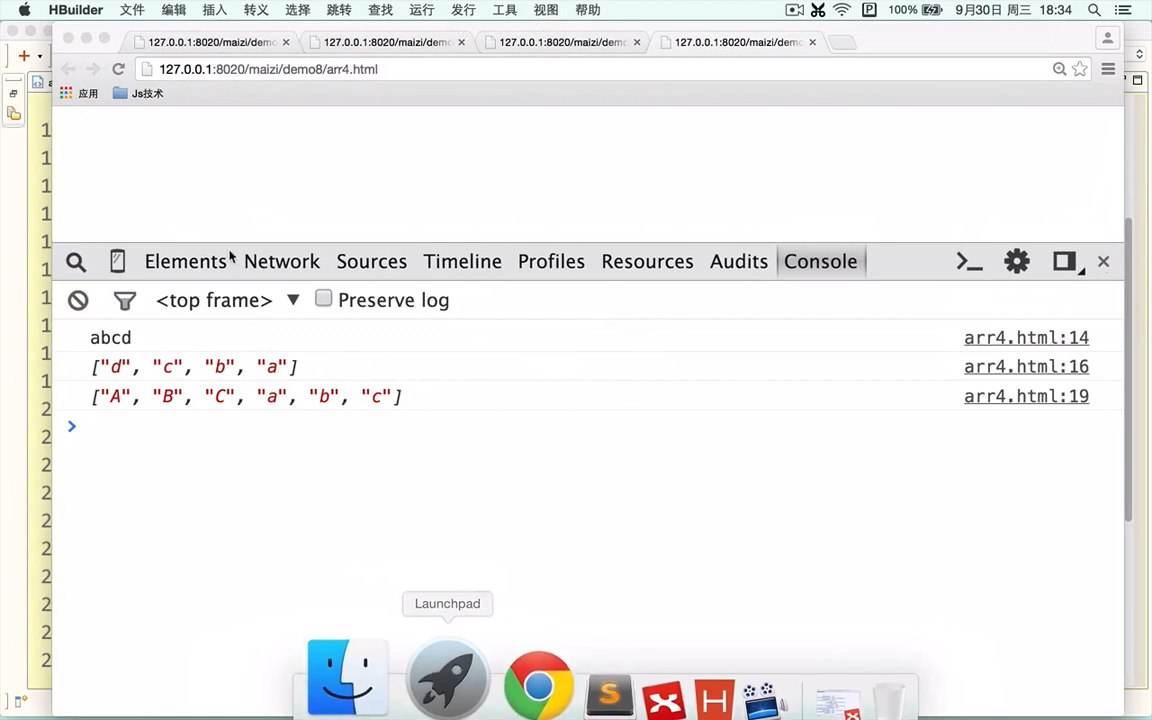 HBuilder 文件 编辑 插入 转义 选择 跳转 查找 运行 发行 工具 视图 帮助 100% 9月30日 周三 18:34
127.0.0.1:8020/maizi/demo 127.0.0.1:8020/maizi/demo 127.0.0.1:8020/maizi/demo 127.0.0.1:8020/maizi/demo
127.0.0.1:8020/maizi/demo8/arr4.html
应用 Js技术
Elements Network Sources Timeline Profiles Resources Audits Console
<top frame> Preserve log
abcd arr4.html:14
["d", "c", "b", "a"] arr4.html:16
["A", "B", "C", "a", "b", "c"] arr4.html:19
Launchpad